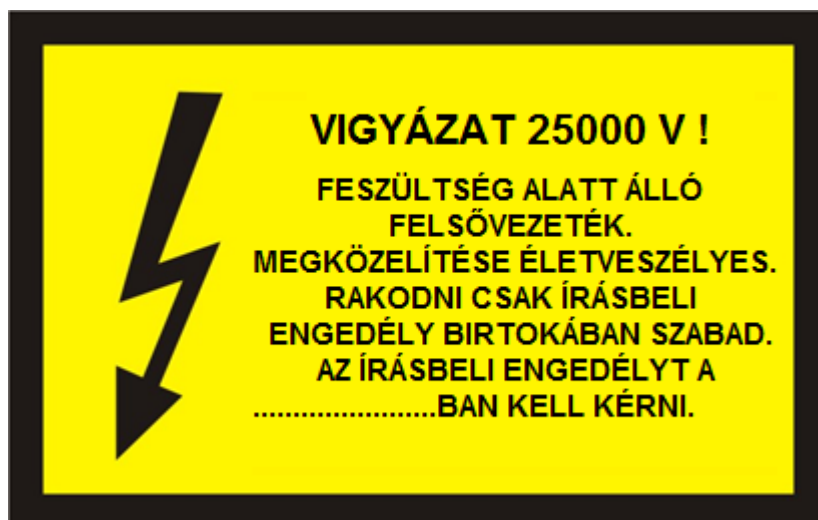 VIGYÁZAT 25000 V !
FESZÜLTSÉG ALATT ÁLLÓ
FELSŐVEZETÉK.
MEGKÖZELÍTÉSE ÉLETVESZÉLYES.
RAKODNI CSAK ÍRÁSBELI
ENGEDÉLY BIRTOKÁBAN SZABAD.
AZ ÍRÁSBELI ENGEDÉLYT A
.......................BAN KELL KÉRNI.